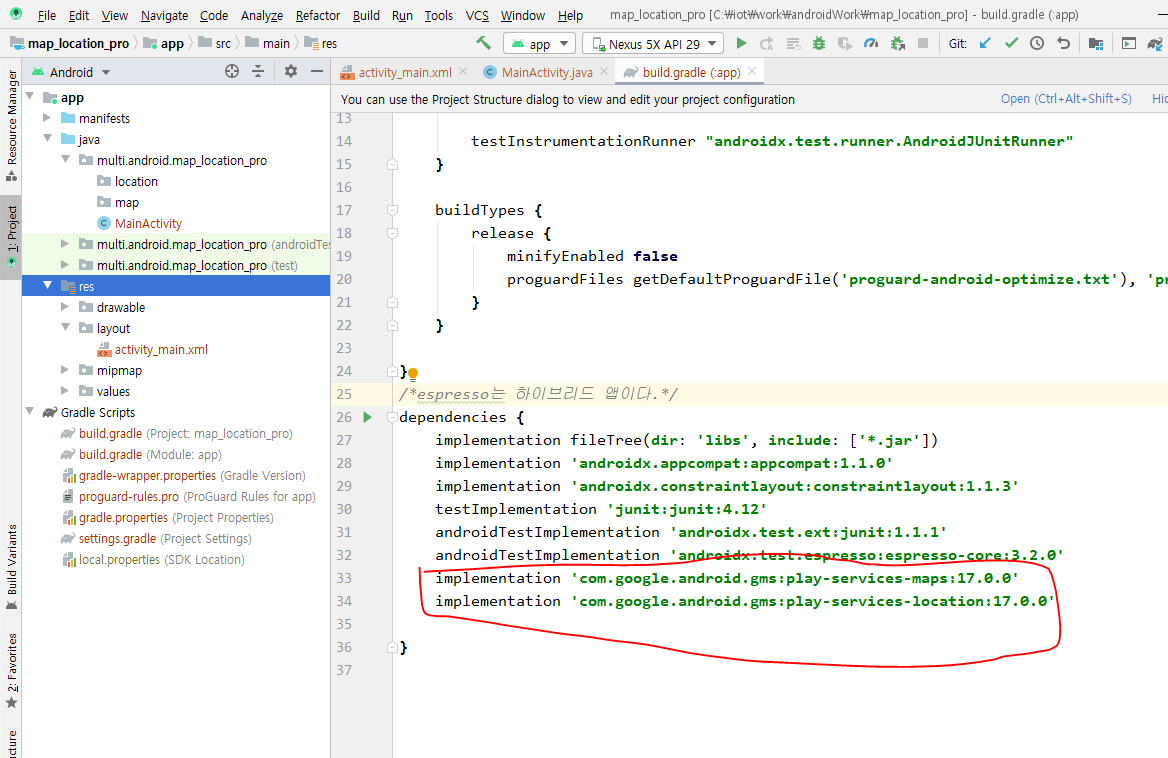 File Edit View Navigate Code Analyze Refactor Build Run Tools VCS Window Help map_location_pro [C:₩iot₩work₩androidWork₩map_location_pro] - build.gradle (:app)
map_location_pro app src main res app Nexus 5X API 29 Git:
Android activity_main.xml MainActivity.java build.gradle (:app)
You can use the Project Structure dialog to view and edit your project configuration Open (Ctrl+Alt+Shift+S) Hid
Resource Manager
1: Project
Build Variants
2: Favorites
cture
app
manifests
java
multi.android.map_location_pro
location
map
MainActivity
multi.android.map_location_pro (androidTes
multi.android.map_location_pro (test)
res
drawable
layout
activity_main.xml
mipmap
values
Gradle Scripts
build.gradle (Project: map_location_pro)
build.gradle (Module: app)
gradle-wrapper.properties (Gradle Version)
proguard-rules.pro (ProGuard Rules for app)
gradle.properties (Project Properties)
settings.gradle (Project Settings)
local.properties (SDK Location)
13
14 testInstrumentationRunner "androidx.test.runner.AndroidJUnitRunner"
15 }
16
17 buildTypes {
18 release {
19 minifyEnabled false
20 proguardFiles getDefaultProguardFile('proguard-android-optimize.txt'), 'pr
21 }
22 }
23
24 }
25 /*espresso는 하이브리드 앱이다.*/
26 dependencies {
27 implementation fileTree(dir: 'libs', include: ['*.jar'])
28 implementation 'androidx.appcompat:appcompat:1.1.0'
29 implementation 'androidx.constraintlayout:constraintlayout:1.1.3'
30 testImplementation 'junit:junit:4.12'
31 androidTestImplementation 'androidx.test.ext:junit:1.1.1'
32 androidTestImplementation 'androidx.test.espresso:espresso-core:3.2.0'
33 implementation 'com.google.android.gms:play-services-maps:17.0.0'
34 implementation 'com.google.android.gms:play-services-location:17.0.0'
35
36 }
37